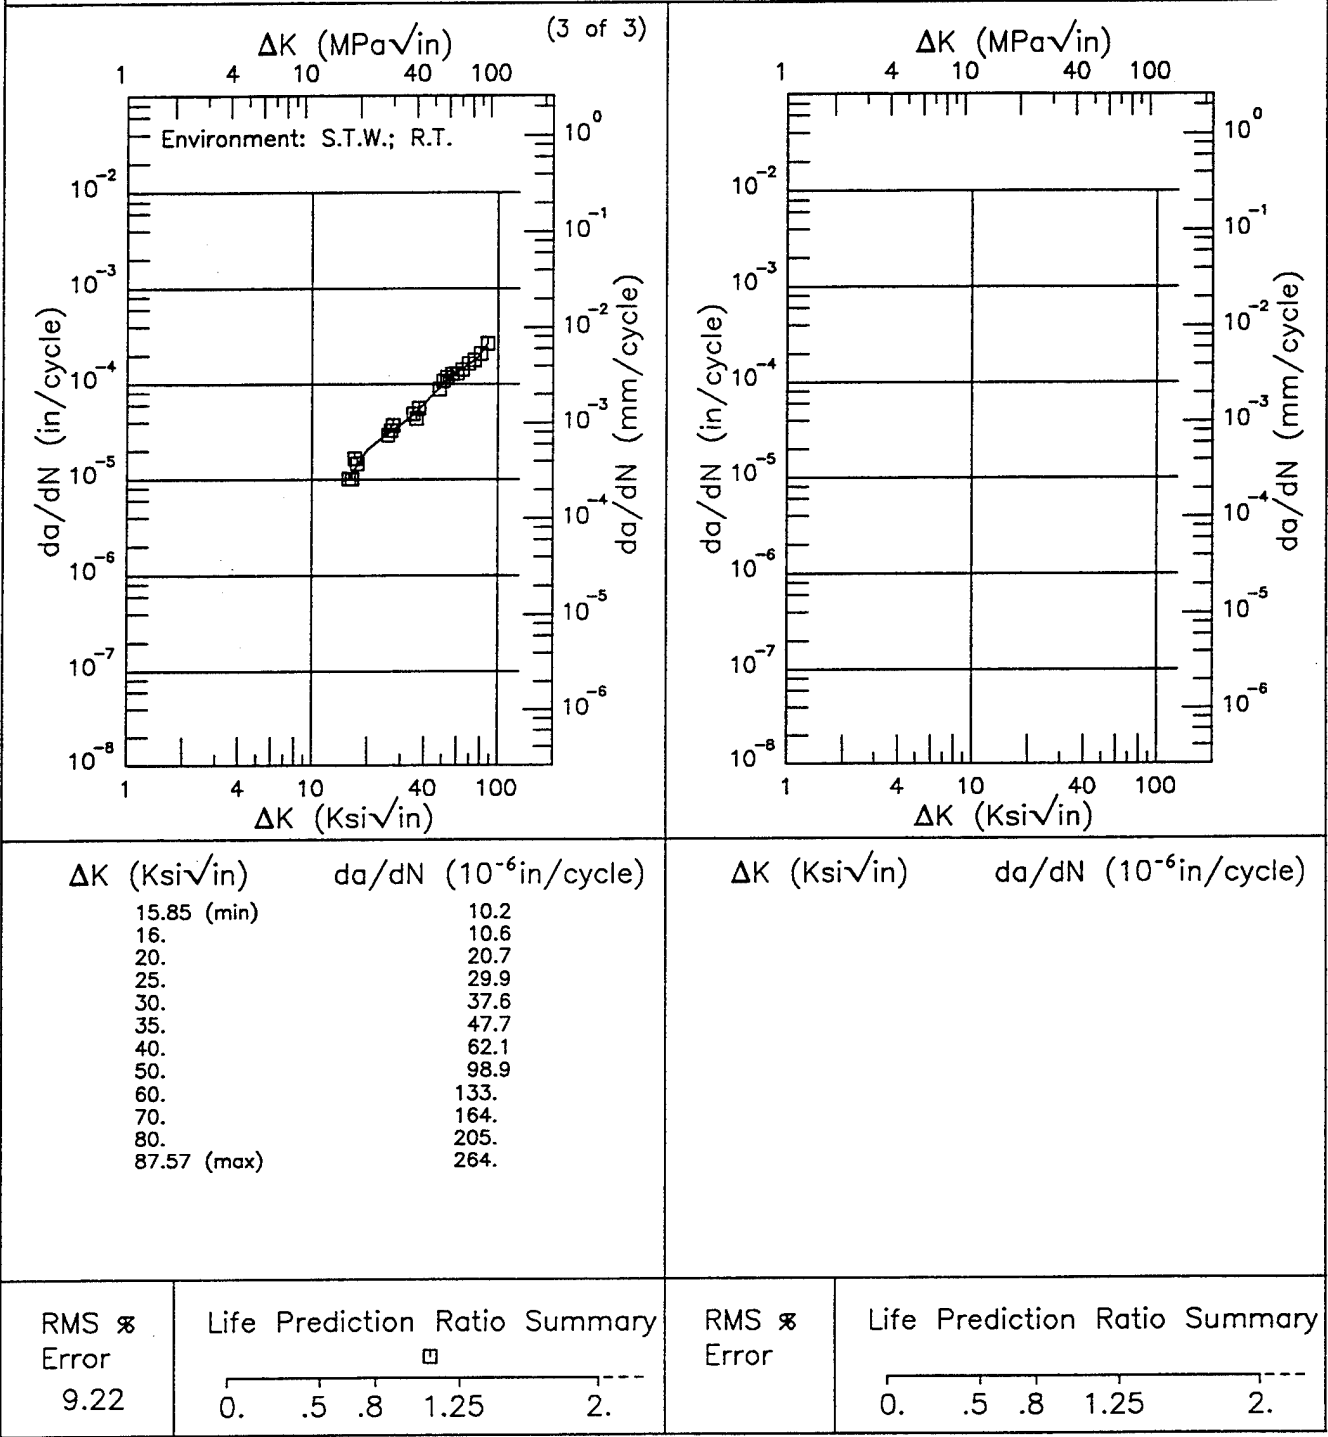 (3 of 3)
ΔK (MPa√in)
1 4 10 40 100
Environment: S.T.W.; R.T.
da/dN (in/cycle)
10⁻²
10⁻³
10⁻⁴
10⁻⁵
10⁻⁶
10⁻⁷
10⁻⁸
da/dN (mm/cycle)
10⁰
10⁻¹
10⁻²
10⁻³
10⁻⁴
10⁻⁵
10⁻⁶
1 4 10 40 100
ΔK (Ksi√in)
ΔK (MPa√in)
1 4 10 40 100
da/dN (in/cycle)
10⁻²
10⁻³
10⁻⁴
10⁻⁵
10⁻⁶
10⁻⁷
10⁻⁸
da/dN (mm/cycle)
10⁰
10⁻¹
10⁻²
10⁻³
10⁻⁴
10⁻⁵
10⁻⁶
1 4 10 40 100
ΔK (Ksi√in)
ΔK (Ksi√in) da/dN (10⁻⁶in/cycle)
15.85 (min) 10.2
16. 10.6
20. 20.7
25. 29.9
30. 37.6
35. 47.7
40. 62.1
50. 98.9
60. 133.
70. 164.
80. 205.
87.57 (max) 264.
ΔK (Ksi√in) da/dN (10⁻⁶in/cycle)
RMS %
Error
9.22
Life Prediction Ratio Summary
0. .5 .8 1.25 2.
RMS %
Error
Life Prediction Ratio Summary
0. .5 .8 1.25 2.